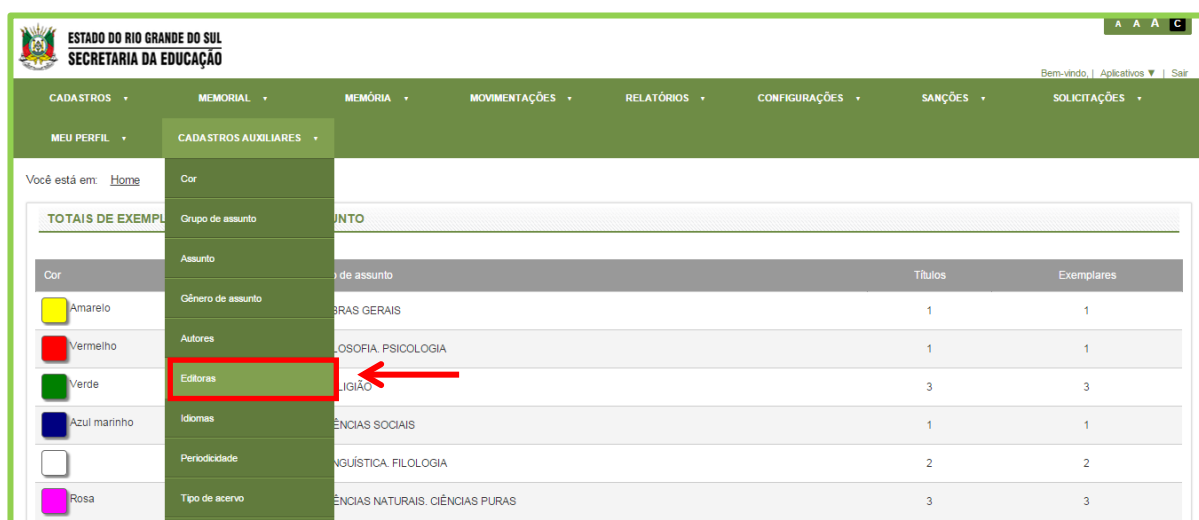 A A A C
ESTADO DO RIO GRANDE DO SUL
SECRETARIA DA EDUCAÇÃO
Bem-vindo, | Aplicativos ▼ | Sair
CADASTROS ▾ MEMORIAL ▾ MEMÓRIA ▾ MOVIMENTAÇÕES ▾ RELATÓRIOS ▾ CONFIGURAÇÕES ▾ SANÇÕES ▾ SOLICITAÇÕES ▾
MEU PERFIL ▾ CADASTROS AUXILIARES ▾
Você está em: Home
Cor
TOTAIS DE EXEMPL
Grupo de assunto
UNTO
Assunto
Cor
de assunto Títulos Exemplares
Gênero de assunto
Amarelo
BRAS GERAIS 1 1
Autores
Vermelho
LOSOFIA. PSICOLOGIA 1 1
Editoras
Verde
LIGIÃO 3 3
Idiomas
Azul marinho
ÊNCIAS SOCIAIS 1 1
Periodicidade
NGUÍSTICA. FILOLOGIA 2 2
Tipo de acervo
Rosa
ÊNCIAS NATURAIS. CIÊNCIAS PURAS 3 3